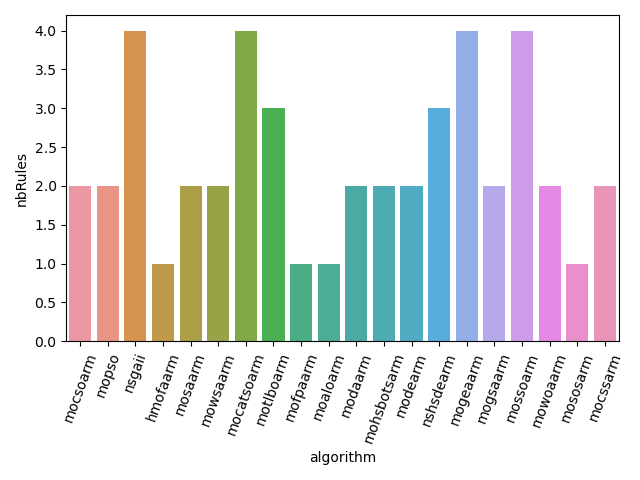 4.0
3.5
3.0
2.5
2.0
1.5
1.0
0.5
0.0
nbRules
mocsoarm
mopso
nsgaii
hmofaarm
mosaarm
mowsaarm
mocatsoarm
motlboarm
mofpaarm
moaloarm
modaarm
mohsbotsarm
modearm
nshsdearm
mogeaarm
mogsaarm
mossoarm
mowoaarm
mososarm
mocssarm
algorithm